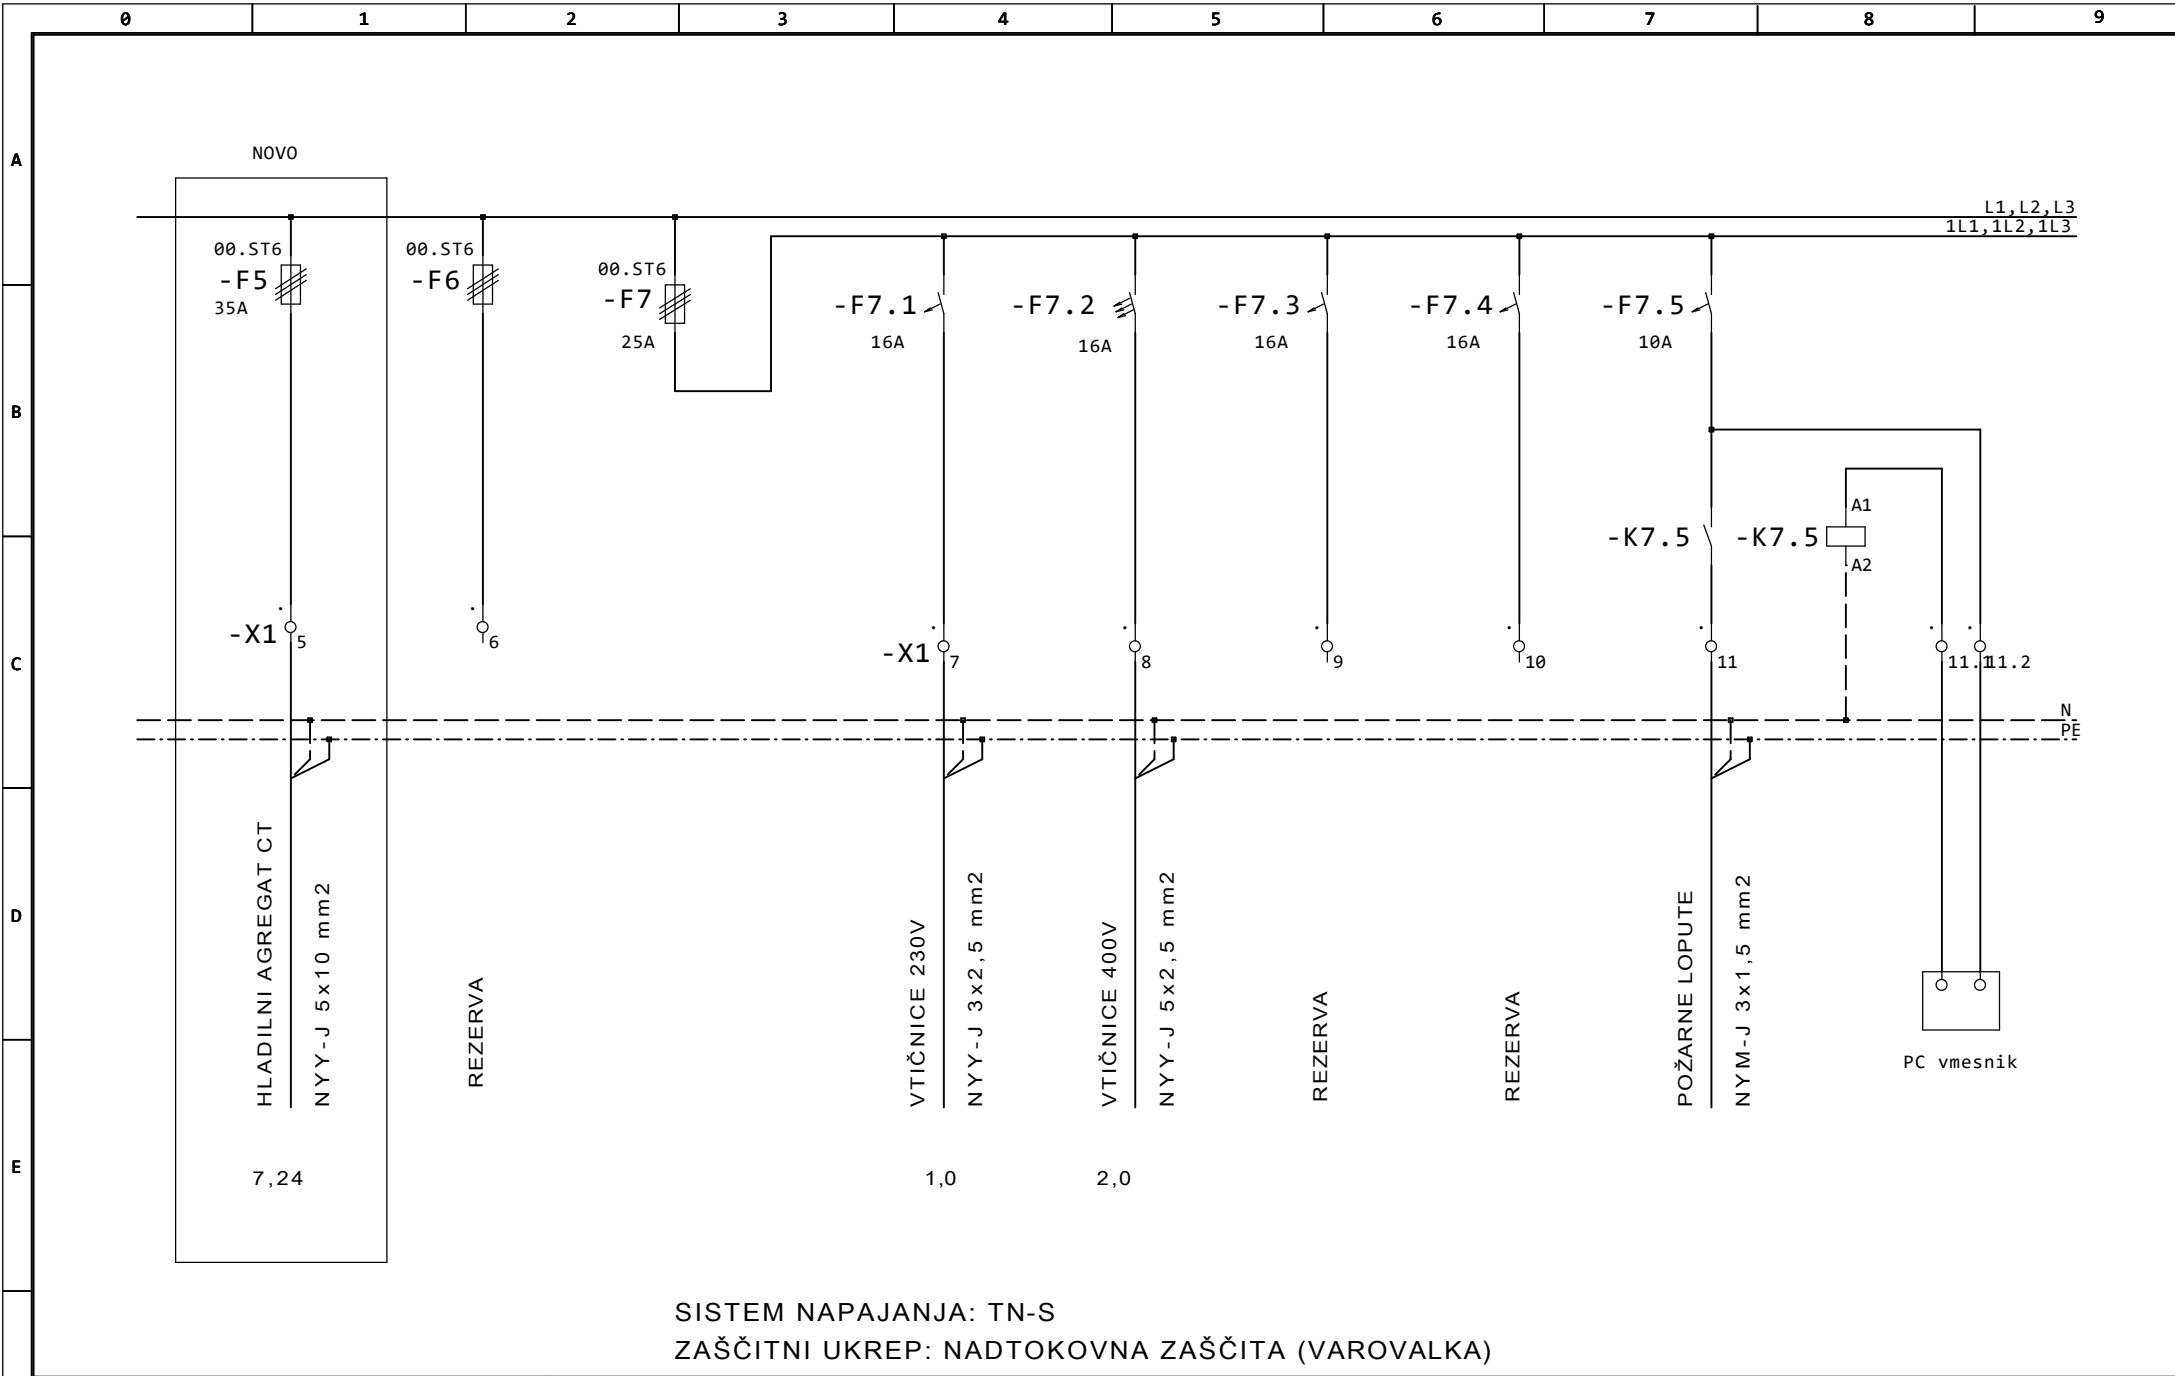 0 1 2 3 4 5 6 7 8 9
A
NOVO
L1,L2,L3
1L1,1L2,1L3
00.ST6
-F5
35A
00.ST6
-F6
00.ST6
-F7
25A
-F7.1
16A
-F7.2
16A
-F7.3
16A
-F7.4
16A
-F7.5
10A
B
A1
-K7.5
-K7.5
A2
-X1
5
6
-X1
7
8
9
10
11
11.1
11.2
C
N
PE
D
HLADILNI AGREGAT CT
NYY-J 5x10 mm2
REZERVA
VTIČNICE 230V
NYY-J 3x2,5 mm2
VTIČNICE 400V
NYY-J 5x2,5 mm2
REZERVA
REZERVA
POŽARNE LOPUTE
NYM-J 3x1,5 mm2
PC vmesnik
E
7,24
1,0
2,0
SISTEM NAPAJANJA: TN-S
ZAŠČITNI UKREP: NADTOKOVNA ZAŠČITA (VAROVALKA)